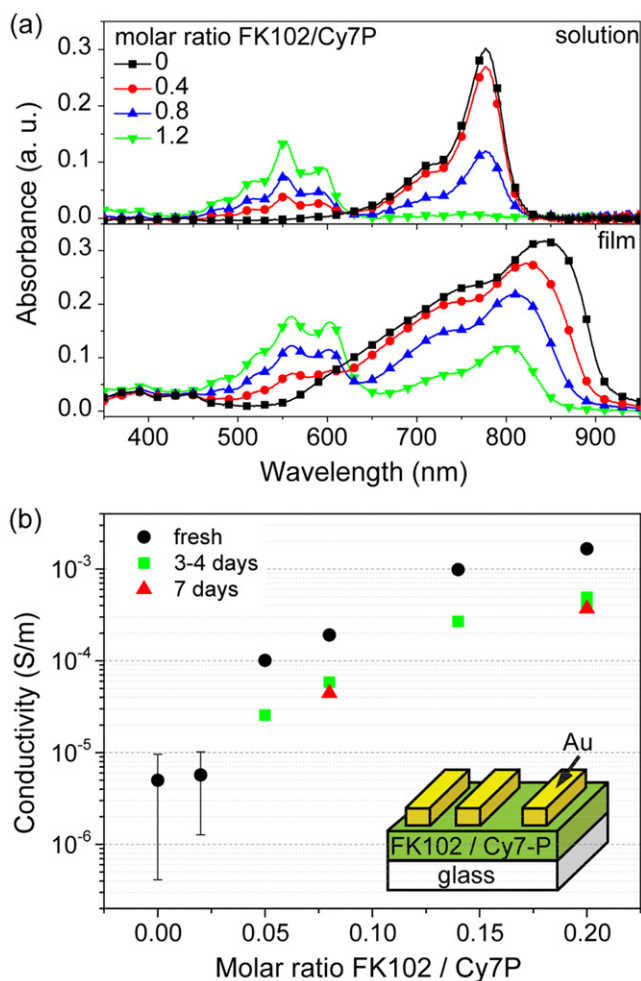 (a)
molar ratio FK102/Cy7P
0
0.4
0.8
1.2
solution
0.3
0.2
0.1
0.0
film
0.3
0.2
0.1
0.0
Absorbance (a. u.)
400 500 600 700 800 900
Wavelength (nm)
(b)
fresh
3-4 days
7 days
10⁻³
10⁻⁴
10⁻⁵
10⁻⁶
Conductivity (S/m)
Au
FK102 / Cy7-P
glass
0.00 0.05 0.10 0.15 0.20
Molar ratio FK102 / Cy7P